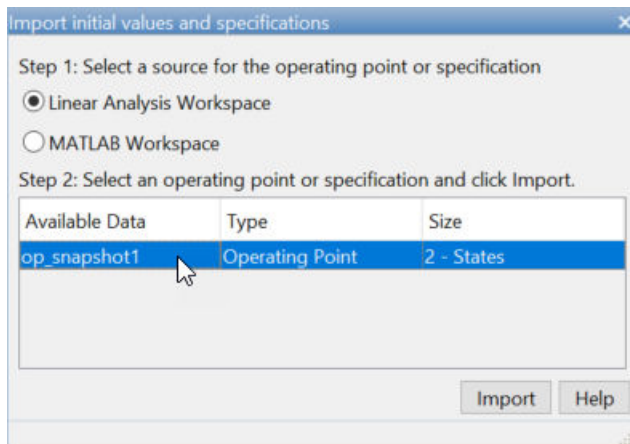 Import initial values and specifications
Step 1: Select a source for the operating point or specification
Linear Analysis Workspace
MATLAB Workspace
Step 2: Select an operating point or specification and click Import.
Available Data Type Size
op_snapshot1 Operating Point 2 - States
Import Help